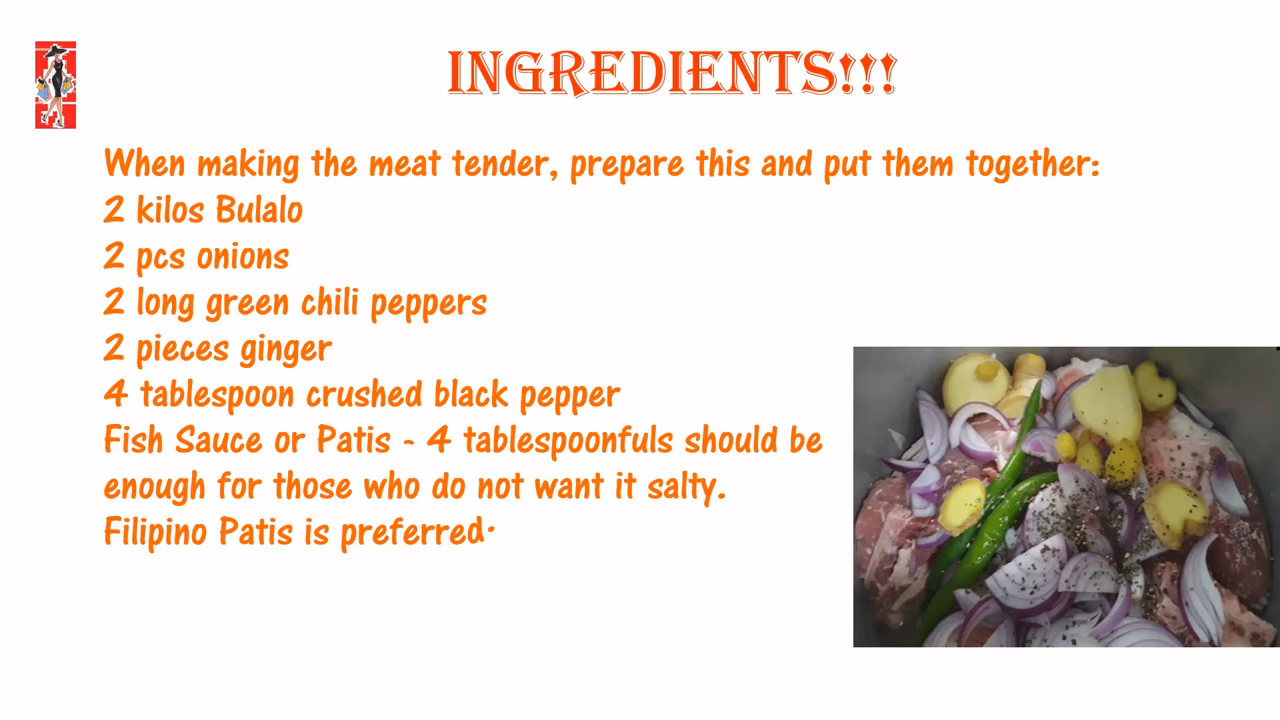 INGREDIENTS!!!
When making the meat tender, prepare this and put them together:
2 kilos Bulalo
2 pcs onions
2 long green chili peppers
2 pieces ginger
4 tablespoon crushed black pepper
Fish Sauce or Patis - 4 tablespoonfuls should be
enough for those who do not want it salty.
Filipino Patis is preferred.